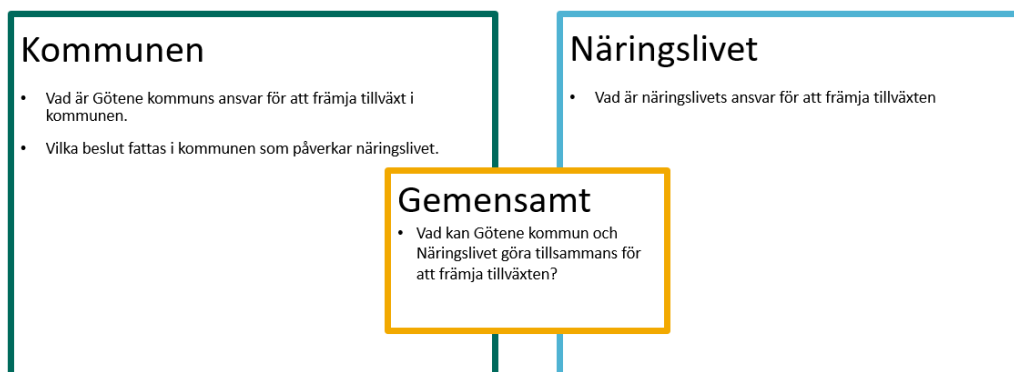 Kommunen
• Vad är Götene kommuns ansvar för att främja tillväxt i
kommunen.
• Vilka beslut fattas i kommunen som påverkar näringslivet.
Näringslivet
• Vad är näringslivets ansvar för att främja tillväxten
Gemensamt
• Vad kan Götene kommun och
Näringslivet göra tillsammans för
att främja tillväxten?